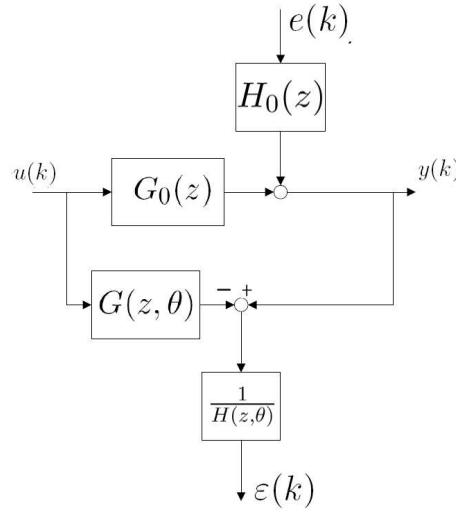 e(k)
H₀(z)
u(k)
G₀(z)
y(k)
G(z, θ)
− +
1
H(z,θ)
ε(k)